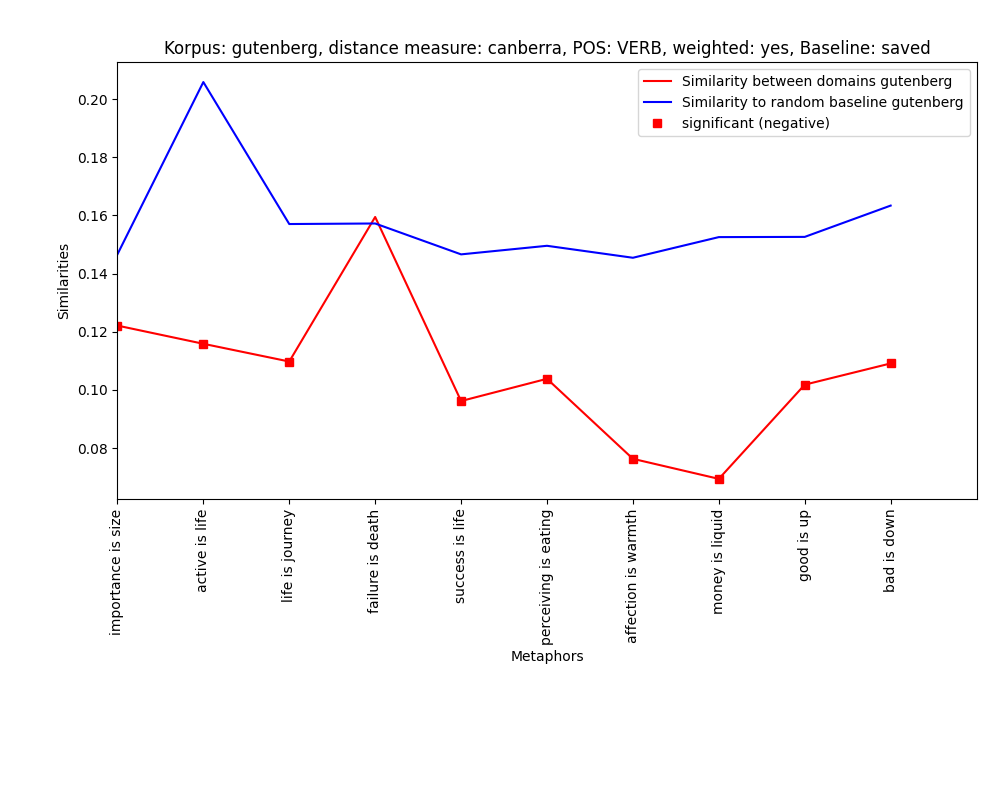 Korpus: gutenberg, distance measure: canberra, POS: VERB, weighted: yes, Baseline: saved
Similarity between domains gutenberg
Similarity to random baseline gutenberg
significant (negative)
0.20
0.18
0.16
0.14
0.12
0.10
0.08
Similarities
importance is size
active is life
life is journey
failure is death
success is life
perceiving is eating
affection is warmth
money is liquid
good is up
bad is down
Metaphors